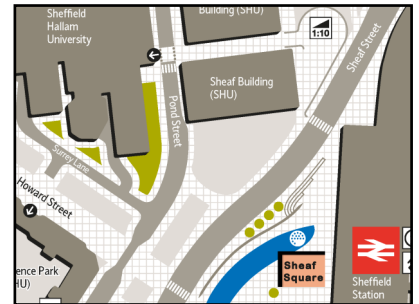 Sheffield
Hallam
University
Building (SHU)
1:10
Sheaf Street
Sheaf Building
(SHU)
Pond Street
Surrey Lane
Howard Street
ence Park
HU)
Sheaf
Square
Sheffield
Station